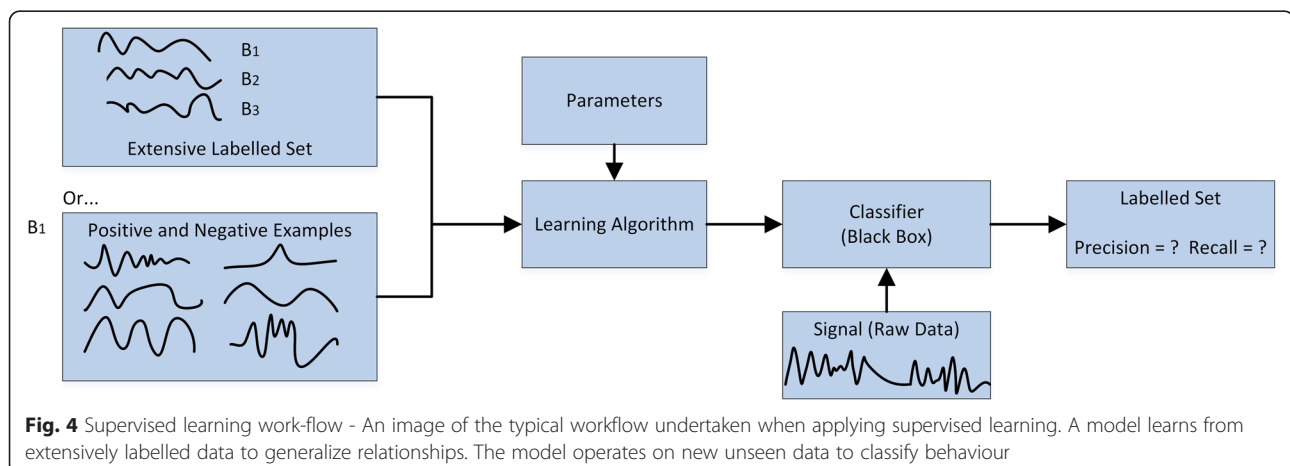 B1
B2
B3
Extensive Labelled Set
Or...
B1
Positive and Negative Examples
Parameters
Learning Algorithm
Classifier
(Black Box)
Signal (Raw Data)
Labelled Set
Precision = ? Recall = ?
Fig. 4 Supervised learning work-flow - An image of the typical workflow undertaken when applying supervised learning. A model learns from
extensively labelled data to generalize relationships. The model operates on new unseen data to classify behaviour